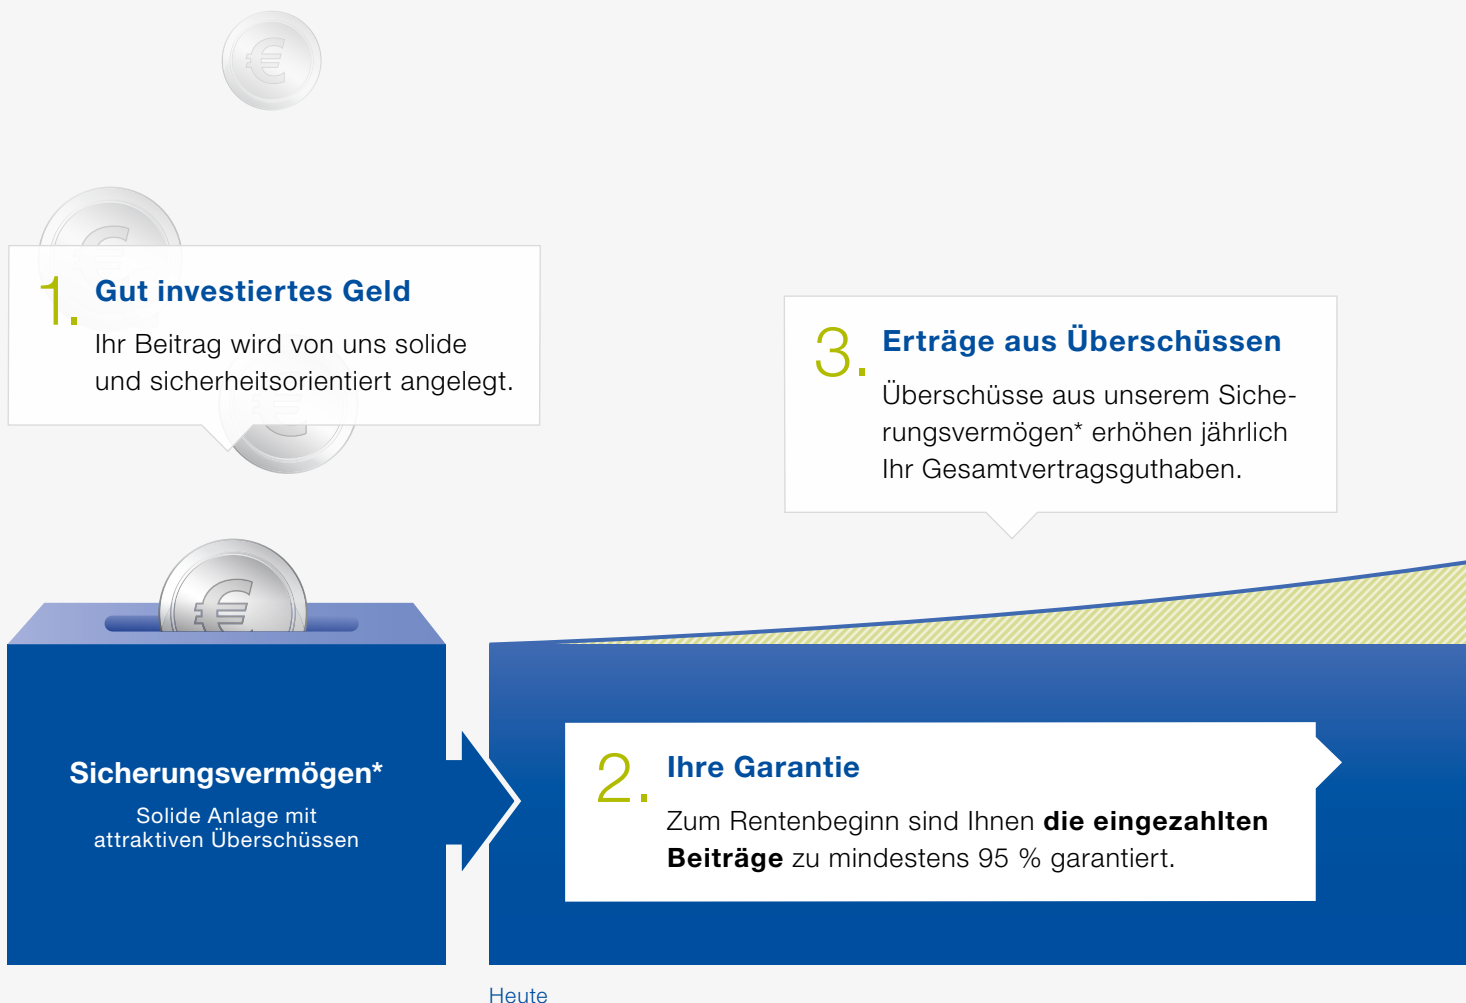 1. Gut investiertes Geld
Ihr Beitrag wird von uns solide
und sicherheitsorientiert angelegt.
3. Erträge aus Überschüssen
Überschüsse aus unserem Siche-
rungsvermögen* erhöhen jährlich
Ihr Gesamtvertragsguthaben.
Sicherungsvermögen*
Solide Anlage mit
attraktiven Überschüssen
2. Ihre Garantie
Zum Rentenbeginn sind Ihnen die eingezahlten
Beiträge zu mindestens 95 % garantiert.
Heute